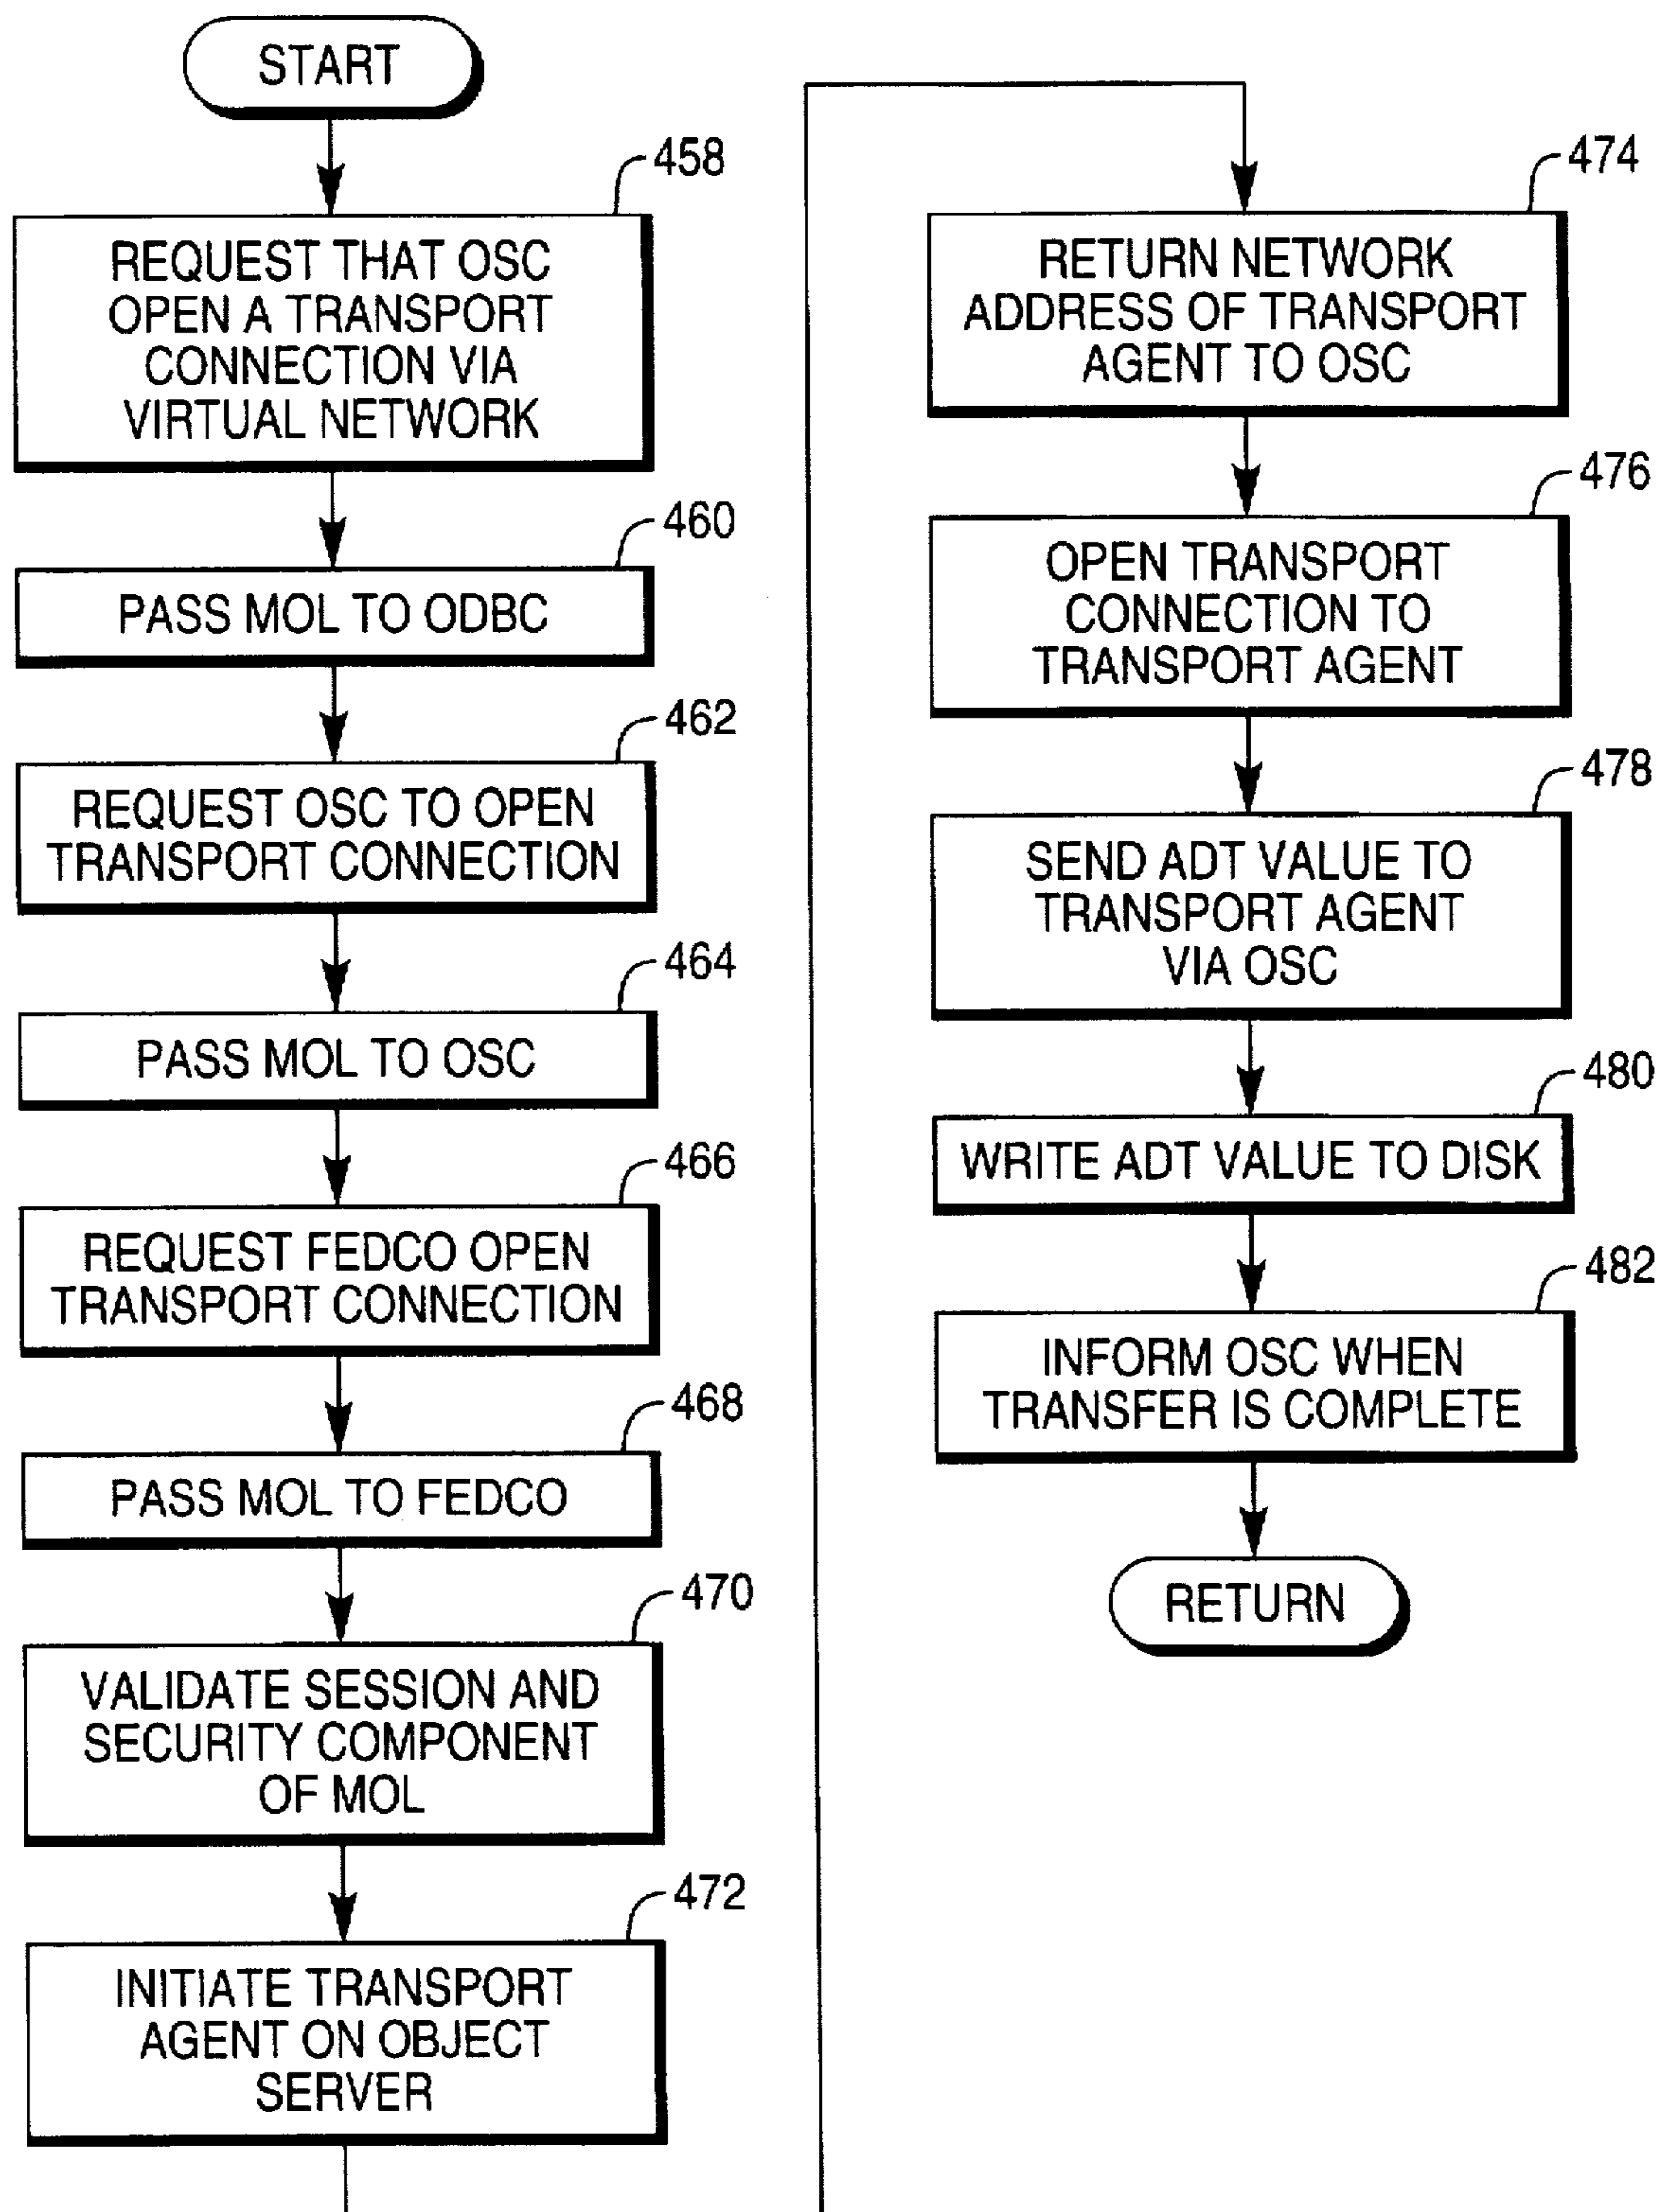 START
458
REQUEST THAT OSC
OPEN A TRANSPORT
CONNECTION VIA
VIRTUAL NETWORK
460
PASS MOL TO ODBC
462
REQUEST OSC TO OPEN
TRANSPORT CONNECTION
464
PASS MOL TO OSC
466
REQUEST FEDCO OPEN
TRANSPORT CONNECTION
468
PASS MOL TO FEDCO
470
VALIDATE SESSION AND
SECURITY COMPONENT
OF MOL
472
INITIATE TRANSPORT
AGENT ON OBJECT
SERVER
474
RETURN NETWORK
ADDRESS OF TRANSPORT
AGENT TO OSC
476
OPEN TRANSPORT
CONNECTION TO
TRANSPORT AGENT
478
SEND ADT VALUE TO
TRANSPORT AGENT
VIA OSC
480
WRITE ADT VALUE TO DISK
482
INFORM OSC WHEN
TRANSFER IS COMPLETE
RETURN